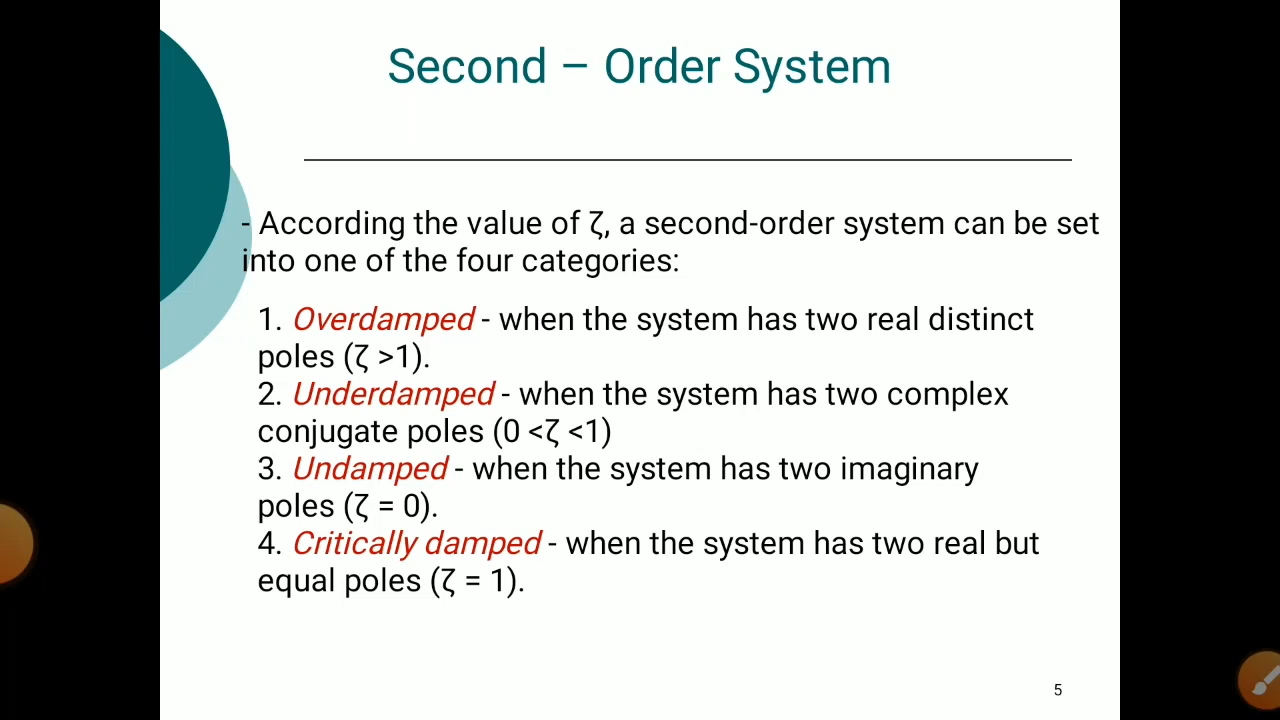 Second – Order System
- According the value of ζ, a second-order system can be set
into one of the four categories:
1. Overdamped - when the system has two real distinct
poles (ζ >1).
2. Underdamped - when the system has two complex
conjugate poles (0 <ζ <1)
3. Undamped - when the system has two imaginary
poles (ζ = 0).
4. Critically damped - when the system has two real but
equal poles (ζ = 1).
5